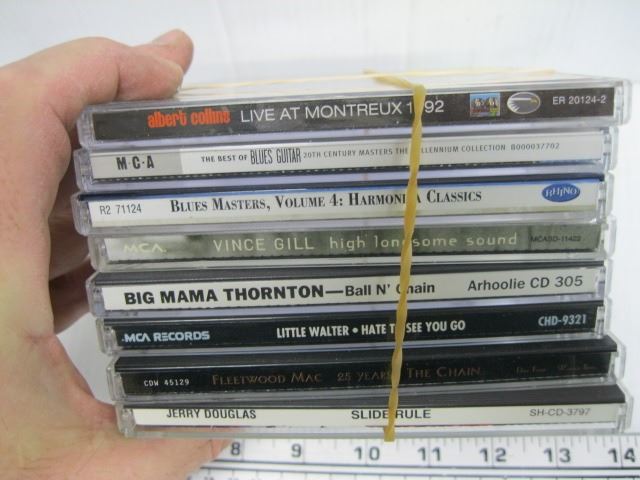 albert collins LIVE AT MONTREUX 1992 ER 20124-2
M·C·A THE BEST OF BLUES GUITAR 20TH CENTURY MASTERS THE MILLENNIUM COLLECTION B000037702
R2 71124 BLUES MASTERS, VOLUME 4: HARMONICA CLASSICS RHINO
MCA. VINCE GILL high lonesome sound MCASD-11422
BIG MAMA THORNTON—Ball N' Chain Arhoolie CD 305
MCA RECORDS LITTLE WALTER • HATE TO SEE YOU GO CHD-9321
CDW 45129 FLEETWOOD MAC 25 YEARS THE CHAIN
JERRY DOUGLAS SLIDE RULE SH-CD-3797
8 9 10 11 12 13 14